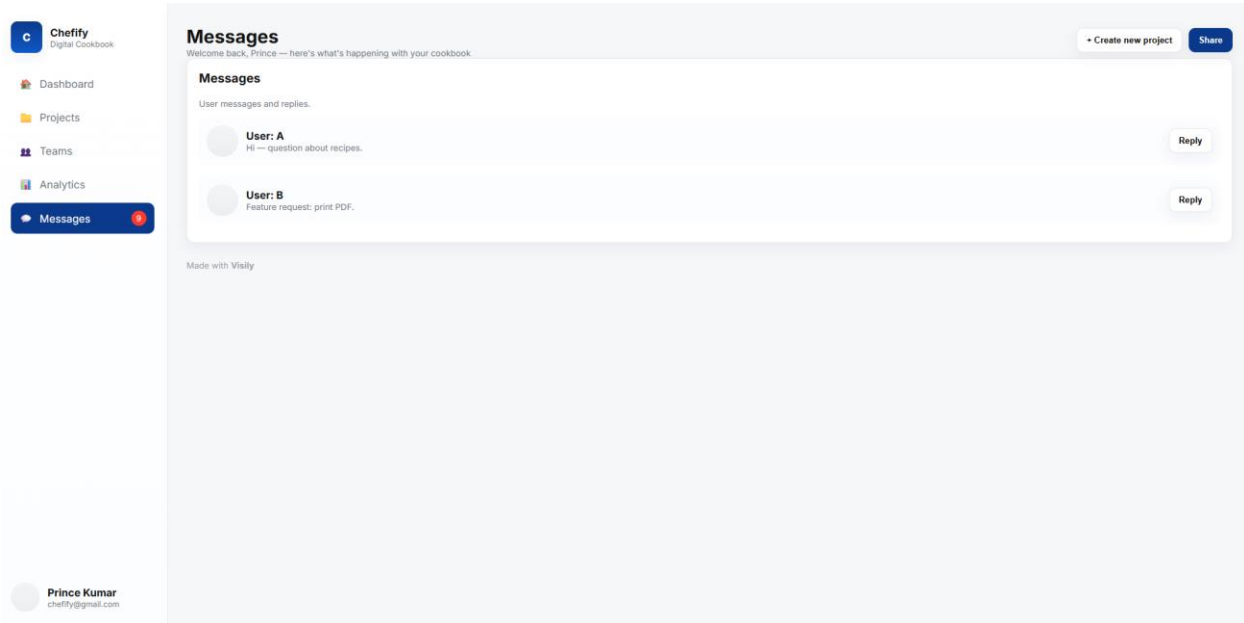 C
Chefify
Digital Cookbook
Dashboard
Projects
Teams
Analytics
Messages 9
Prince Kumar
chefify@gmail.com
Messages
Welcome back, Prince — here's what's happening with your cookbook
+ Create new project
Share
Messages
User messages and replies.
User: A
Hi — question about recipes.
Reply
User: B
Feature request: print PDF.
Reply
Made with Visily